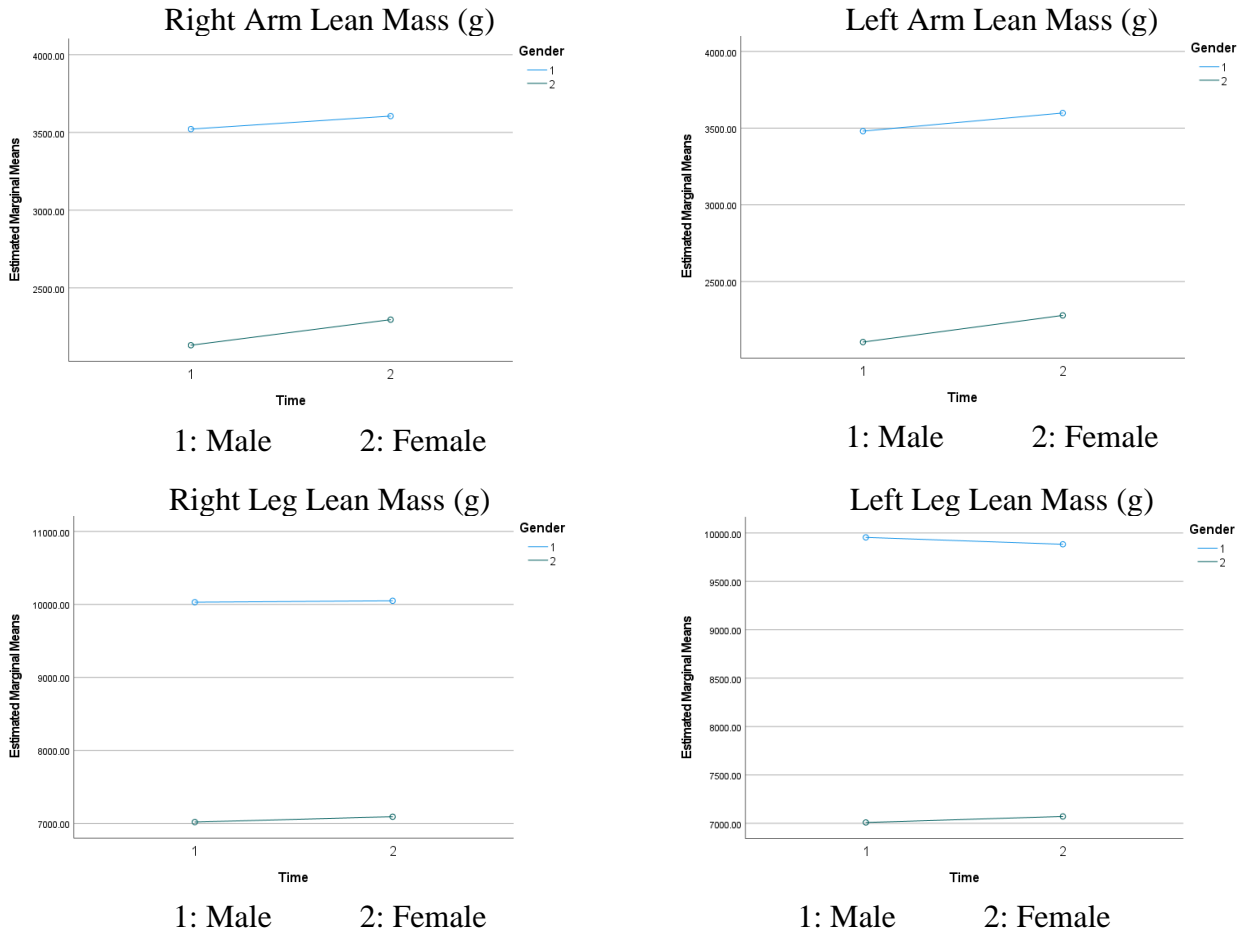 Right Arm Lean Mass (g)
Gender
1
2
4000.00
3500.00
3000.00
2500.00
Estimated Marginal Means
1
2
Time
1: Male 2: Female
Left Arm Lean Mass (g)
Gender
1
2
4000.00
3500.00
3000.00
2500.00
Estimated Marginal Means
1
2
Time
1: Male 2: Female
Right Leg Lean Mass (g)
Gender
1
2
11000.00
10000.00
9000.00
8000.00
7000.00
Estimated Marginal Means
1
2
Time
1: Male 2: Female
Left Leg Lean Mass (g)
Gender
1
2
10000.00
9500.00
9000.00
8500.00
8000.00
7500.00
7000.00
Estimated Marginal Means
1
2
Time
1: Male 2: Female